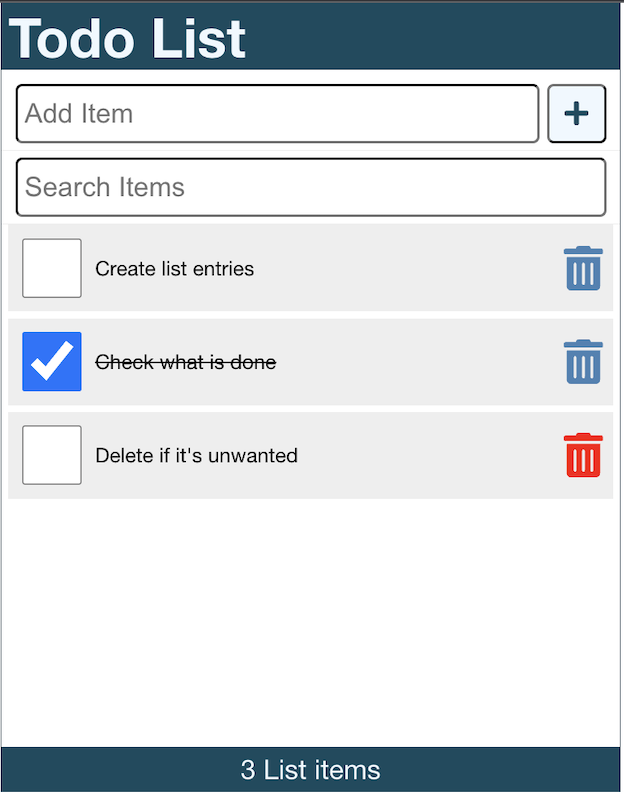 Todo List
Add Item
Search Items
Create list entries
Check what is done
Delete if it's unwanted
3 List items